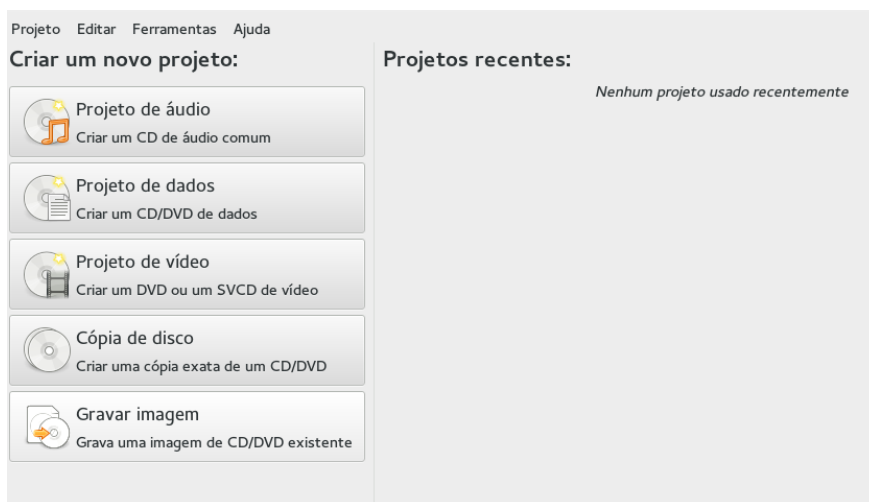 Projeto Editar Ferramentas Ajuda
Criar um novo projeto:
Projeto de áudio
Criar um CD de áudio comum
Projeto de dados
Criar um CD/DVD de dados
Projeto de vídeo
Criar um DVD ou um SVCD de vídeo
Cópia de disco
Criar uma cópia exata de um CD/DVD
Gravar imagem
Grava uma imagem de CD/DVD existente
Projetos recentes:
Nenhum projeto usado recentemente